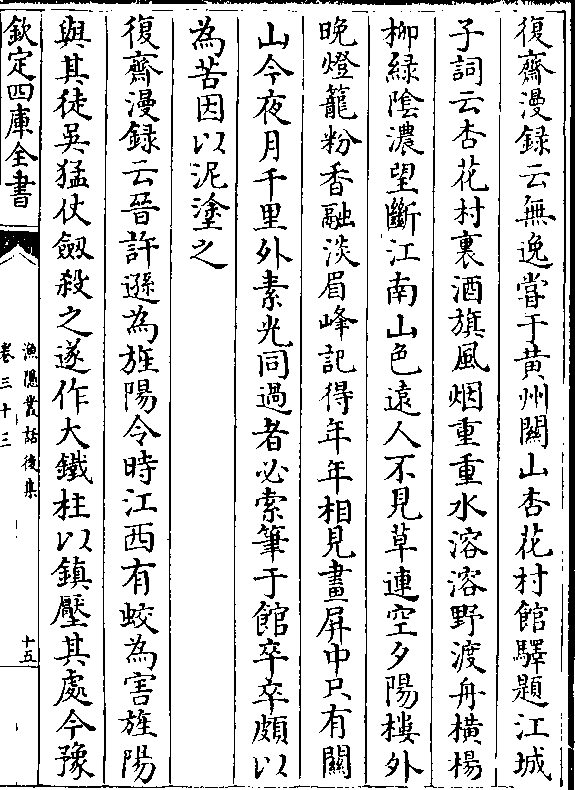 復齋漫録云無逸嘗于黄州關山杏花村館驛題江城
子詞云杏花村裏酒旗風烟重重水溶溶野渡舟横楊
柳緑陰濃望斷江南山色遠人不見草連空夕陽樓外
晚燈籠粉香融淡眉峰記得年年相見畫屏中只有關
山今夜月千里外素光同過者必索筆于館卒卒頗以
為苦因以泥塗之
復齋漫録云晉許遜為旌陽令時江西有蛟為害旌陽
與其徒吳猛仗劒殺之遂作大鐵柱以鎮壓其處今豫
欽定四庫全書
漁隱叢話後集
卷三十三
十五